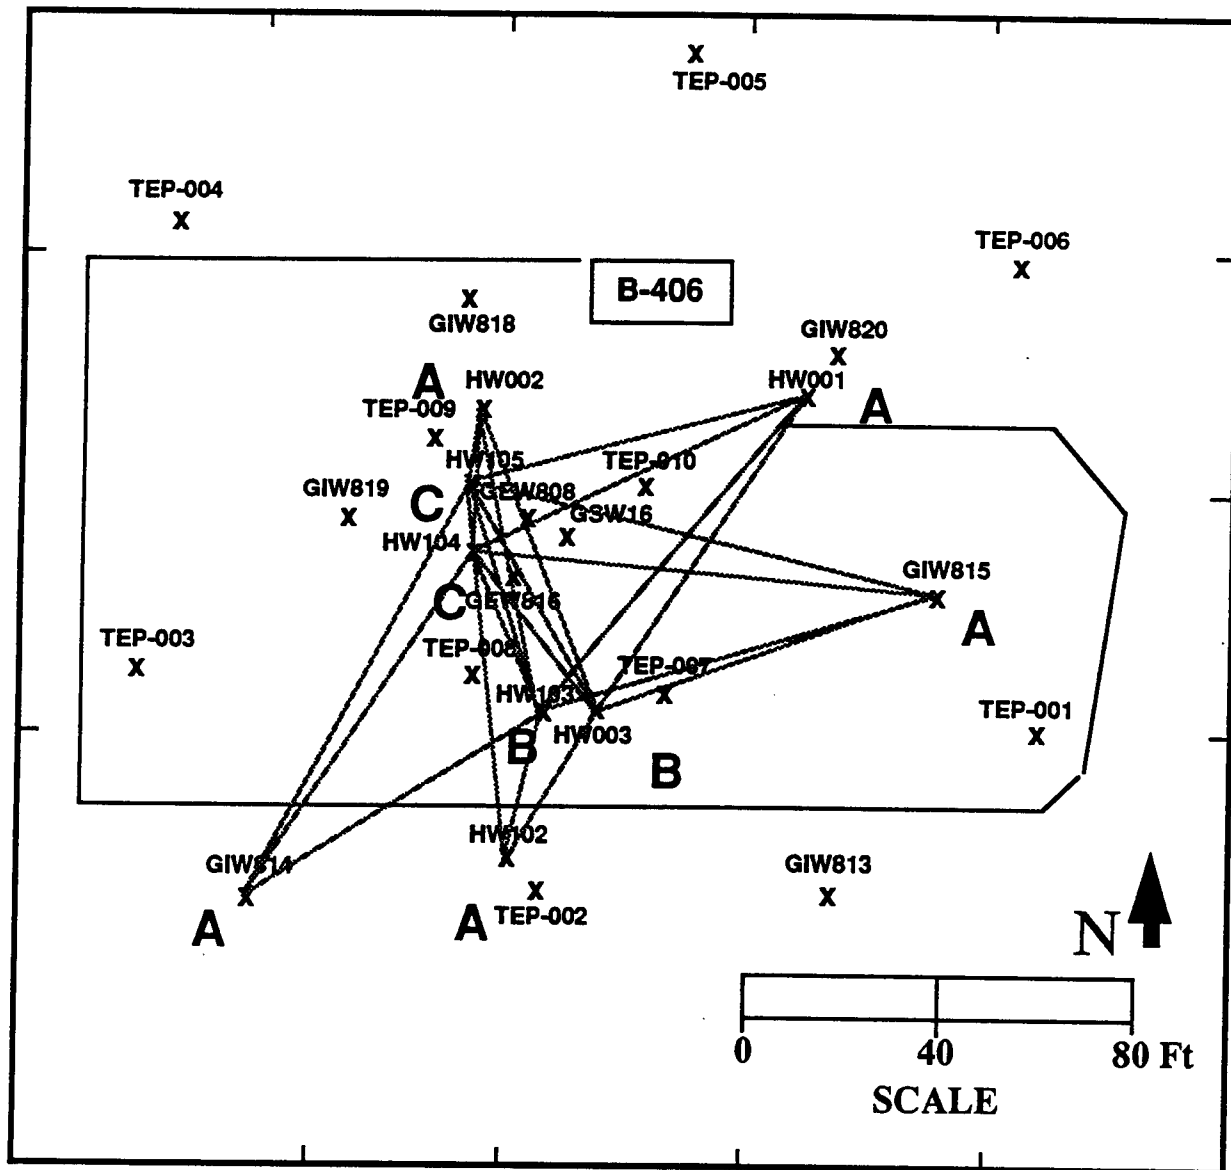 TEP-005
TEP-004
TEP-006
B-406
GIW818
GIW820
A
HW002
HW001
A
TEP-009
HW105
TEP-010
GIW819
GEW808
C
GSW16
HW104
GIW815
C
GEW816
A
TEP-003
TEP-008
TEP-007
HW103
TEP-001
HW003
B
B
HW102
GIW814
GIW813
TEP-002
A
A
N
0
40
80 Ft
SCALE